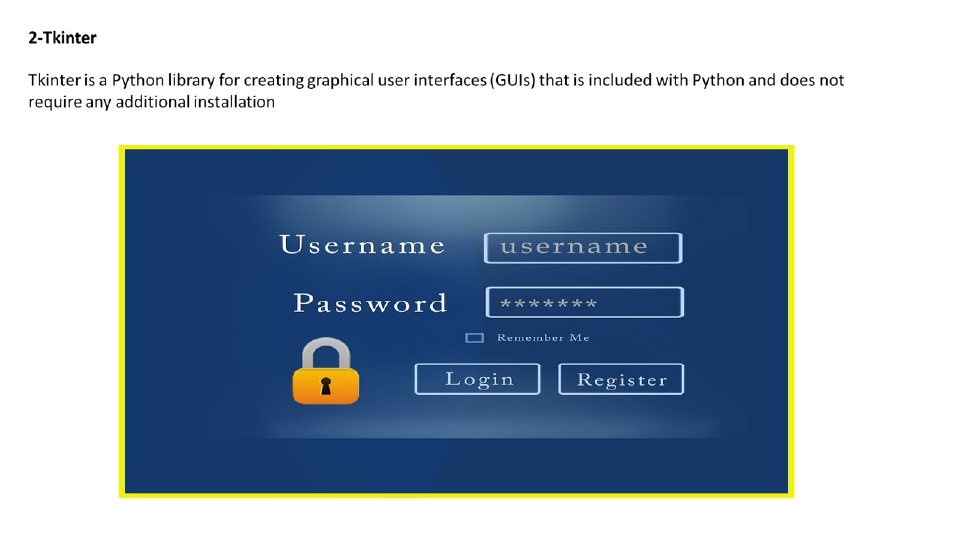 2-Tkinter
Tkinter is a Python library for creating graphical user interfaces (GUIs) that is included with Python and does not
require any additional installation
Username username
Password *******
Remember Me
Login Register